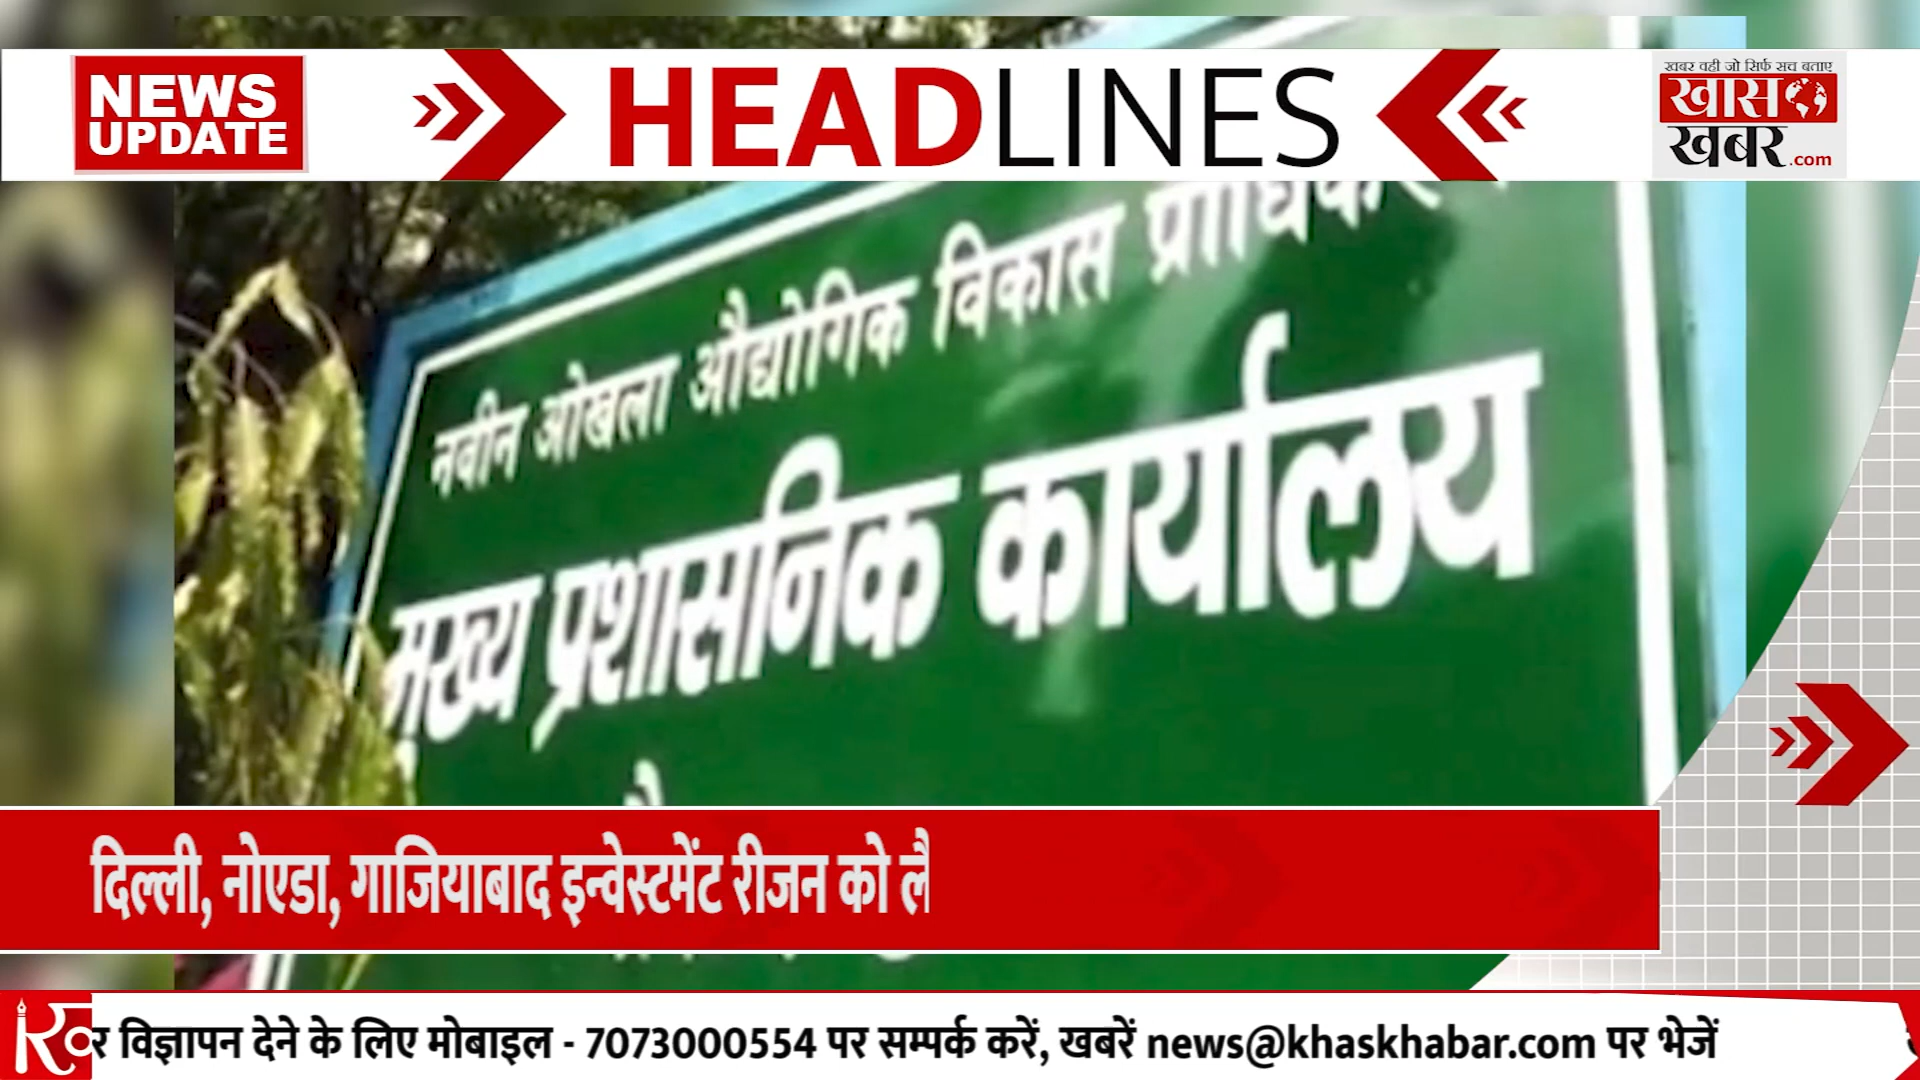 NEWS
UPDATE
HEADLINES
खबर वही जो सिर्फ सच बताए
खास
खबर.com
नवीन ओखला औद्योगिक विकास
मुख्य प्रशासनिक कार्यालय
दिल्ली, नोएडा, गाजियाबाद इन्वेस्टमेंट रीजन को लै
र विज्ञापन देने के लिए मोबाइल - 7073000554 पर सम्पर्क करें, खबरें news@khaskhabar.com पर भेजें